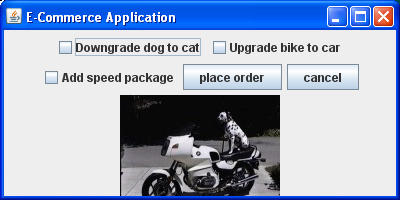 E-Commerce Application
Downgrade dog to cat Upgrade bike to car
Add speed package place order cancel